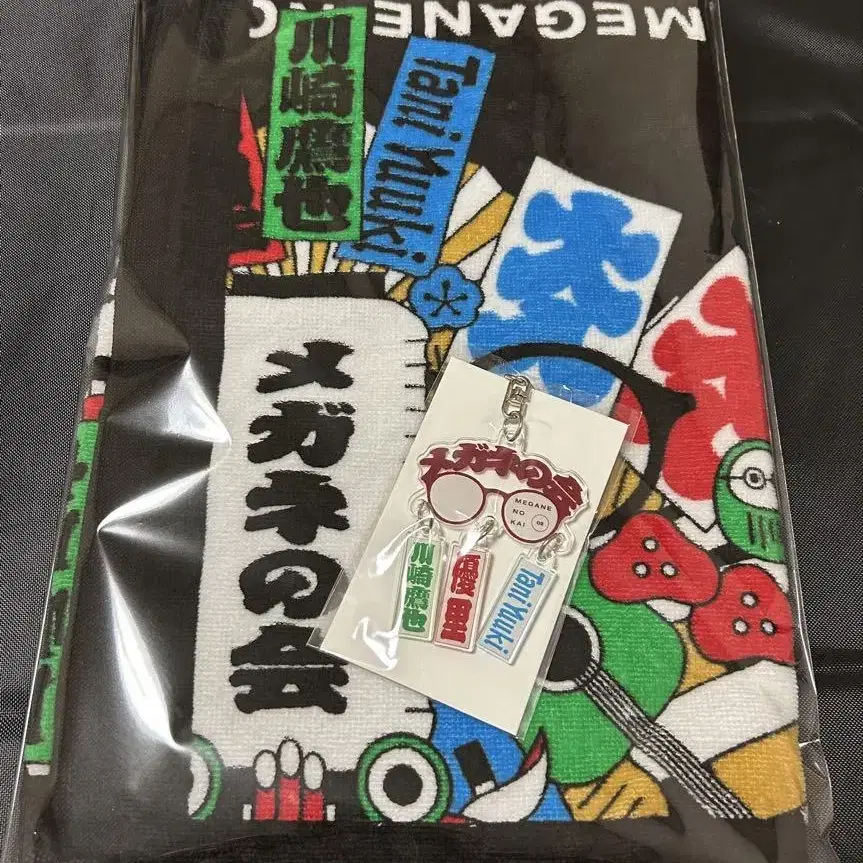 MEGANE NO
川崎鷹也
Tani Yuuki
メガネの会
メガネの会
MEGANE
NO
KAI
川崎鷹也
優里
Tani Yuuki